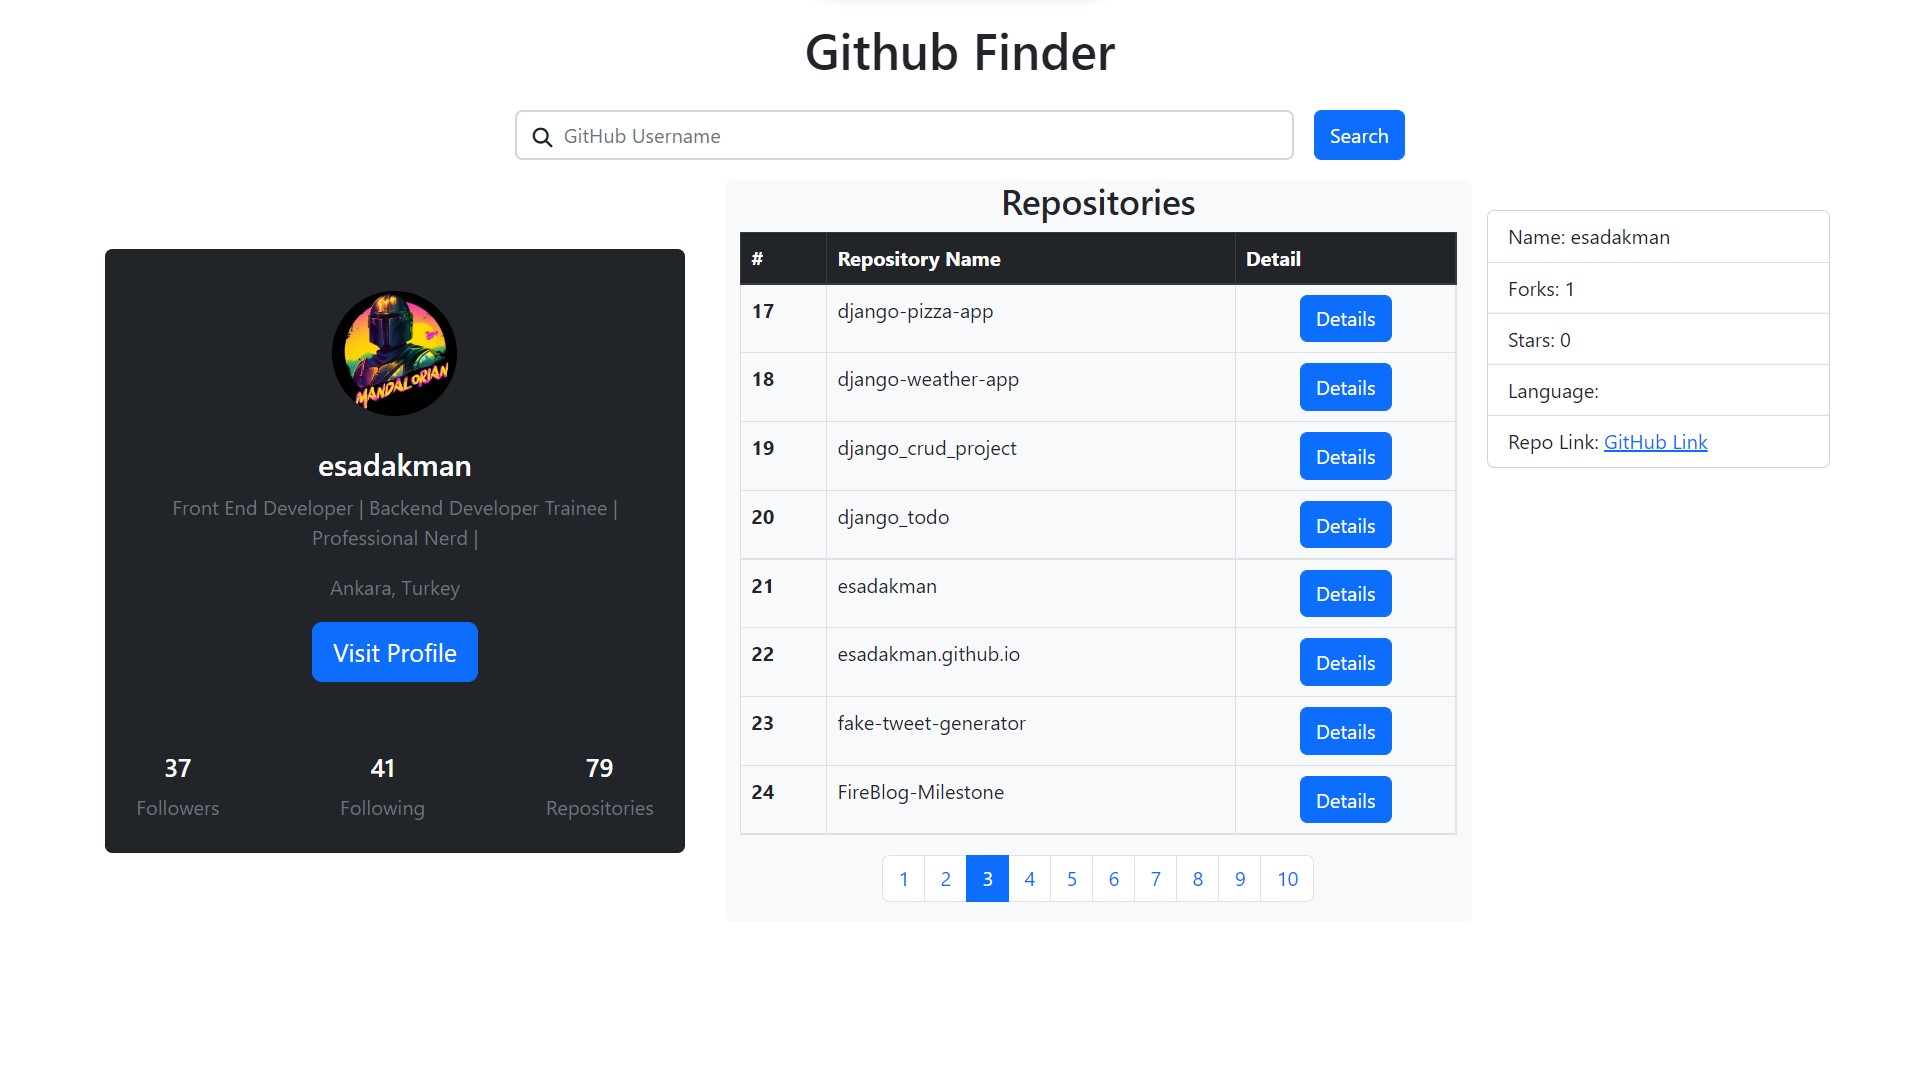 Github Finder
GitHub Username
Search
MANDALORIAN
esadakman
Front End Developer | Backend Developer Trainee |
Professional Nerd |
Ankara, Turkey
Visit Profile
37 41 79
Followers Following Repositories
Repositories
# Repository Name Detail
17 django-pizza-app Details
18 django-weather-app Details
19 django_crud_project Details
20 django_todo Details
21 esadakman Details
22 esadakman.github.io Details
23 fake-tweet-generator Details
24 FireBlog-Milestone Details
1 2 3 4 5 6 7 8 9 10
Name: esadakman
Forks: 1
Stars: 0
Language:
Repo Link: GitHub Link